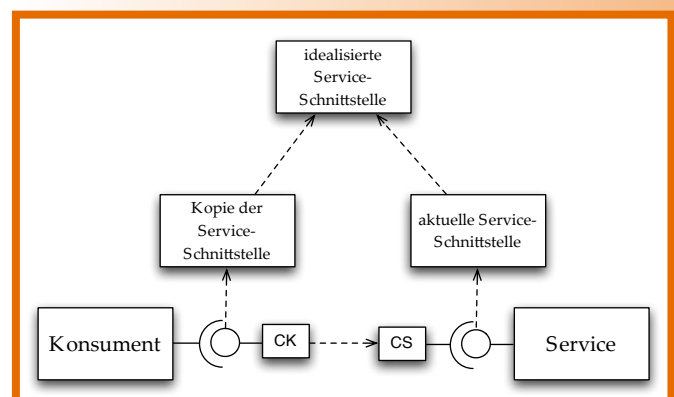 idealisierte
Service-
Schnittstelle
Kopie der
Service-
Schnittstelle
aktuelle Service-
Schnittstelle
Konsument
CK
CS
Service